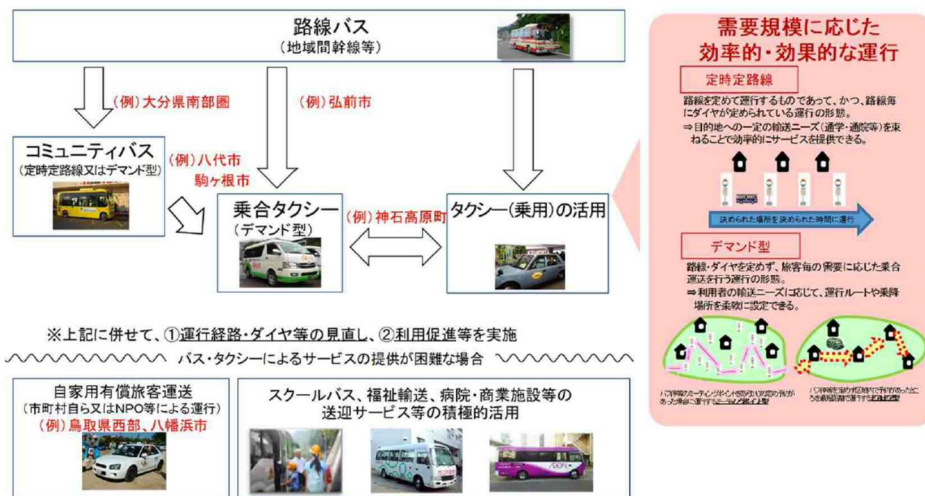 路線バス
(地域間幹線等)
(例)大分県南部圏
(例)弘前市
コミュニティバス
(定時定路線又はデマンド型)
(例)八代市
駒ヶ根市
乗合タクシー
(デマンド型)
(例)神石高原町
タクシー(乗用)の活用
※上記に併せて、①運行経路・ダイヤ等の見直し、②利用促進等を実施
バス・タクシーによるサービスの提供が困難な場合
自家用有償旅客運送
(市町村自ら又はNPO等による運行)
(例)鳥取県西部、八幡浜市
スクールバス、福祉輸送、病院・商業施設等の
送迎サービス等の積極的活用
需要規模に応じた
効率的・効果的な運行
定時定路線
路線を定めて運行するものであって、かつ、路線毎
にダイヤが定められている運行の形態。
⇒目的地への一定の輸送ニーズ(通学・通院等)を束
ねることで効率的にサービスを提供できる。
決められた場所を決められた時間に運行
デマンド型
路線・ダイヤを定めず、旅客毎の需要に応じた乗合
運送を行う運行の形態。
⇒利用者の輸送ニーズに応じて、運行ルートや乗降
場所を柔軟に設定できる。